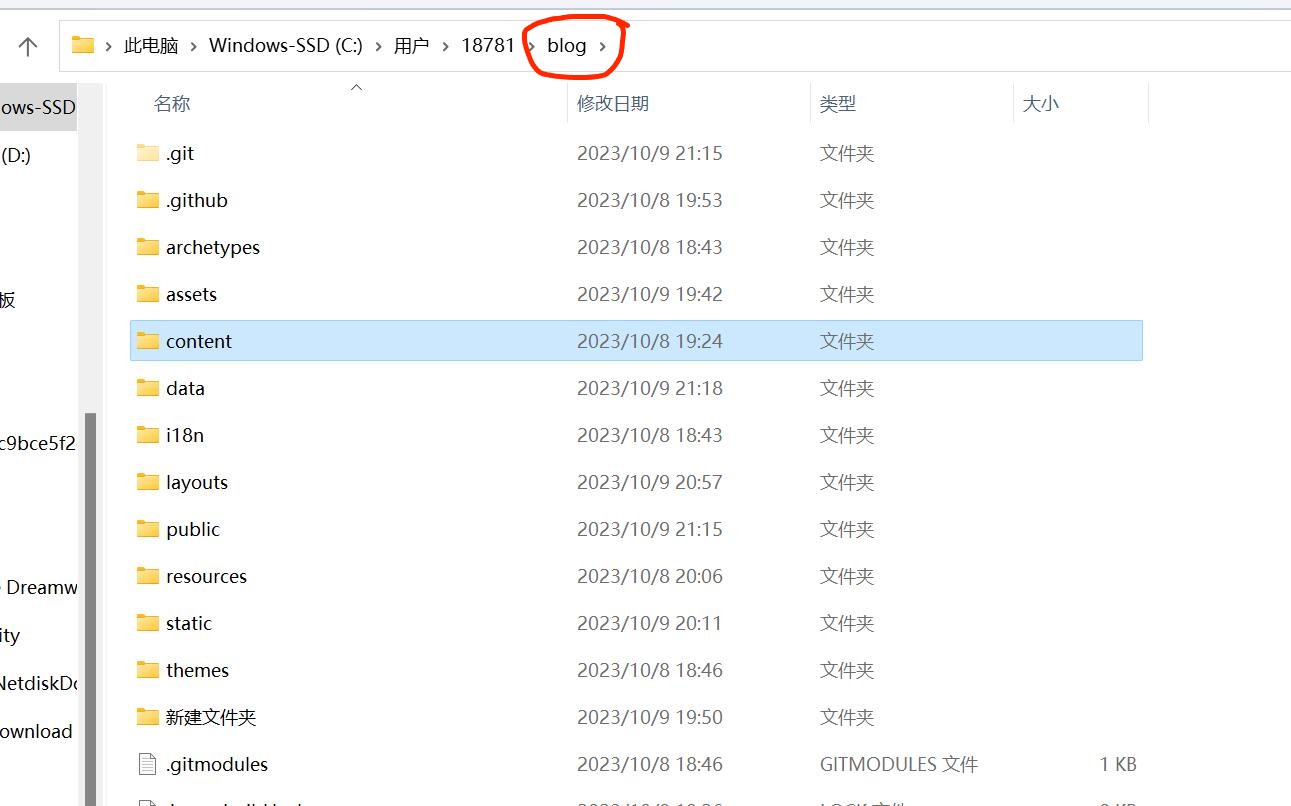 此电脑 › Windows-SSD (C:) › 用户 › 18781 › blog ›
名称 修改日期 类型 大小
ows-SSD
(D:)
板
c9bce5f2
Dreamw
ity
NetdiskDo
ownload
.git 2023/10/9 21:15 文件夹
.github 2023/10/8 19:53 文件夹
archetypes 2023/10/8 18:43 文件夹
assets 2023/10/9 19:42 文件夹
content 2023/10/8 19:24 文件夹
data 2023/10/9 21:18 文件夹
i18n 2023/10/8 18:43 文件夹
layouts 2023/10/9 20:57 文件夹
public 2023/10/9 21:15 文件夹
resources 2023/10/8 20:06 文件夹
static 2023/10/9 20:11 文件夹
themes 2023/10/8 18:46 文件夹
新建文件夹 2023/10/9 19:50 文件夹
.gitmodules 2023/10/8 18:46 GITMODULES 文件 1 KB